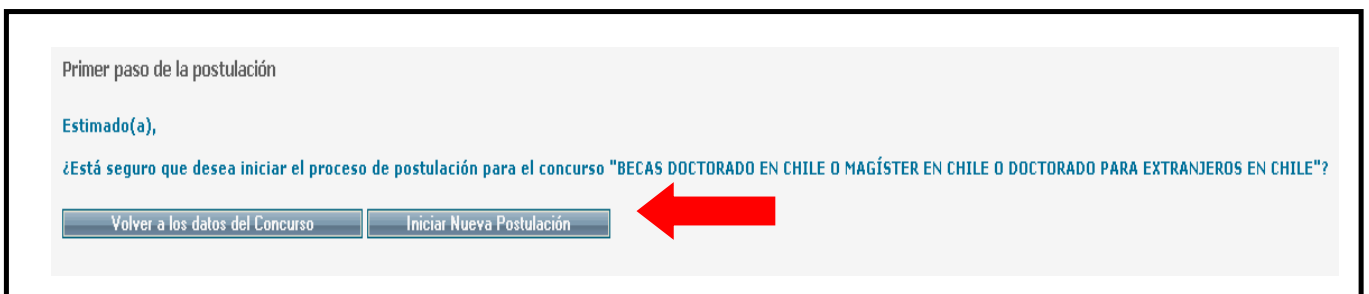 Primer paso de la postulación
Estimado(a),
¿Está seguro que desea iniciar el proceso de postulación para el concurso "BECAS DOCTORADO EN CHILE O MAGÍSTER EN CHILE O DOCTORADO PARA EXTRANJEROS EN CHILE"?
Volver a los datos del Concurso Iniciar Nueva Postulación